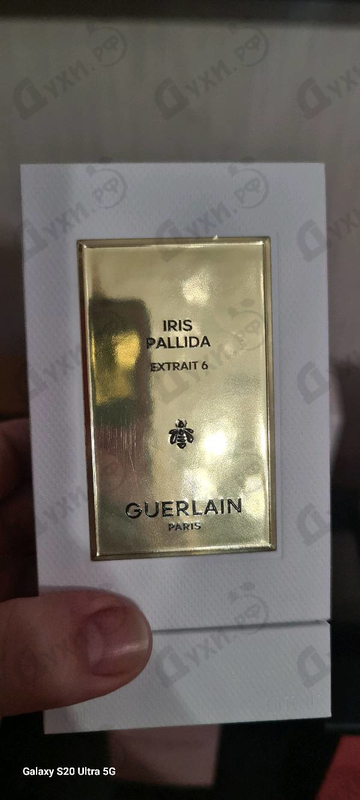 IRIS
PALLIDA
EXTRAIT 6
GUERLAIN
PARIS
Духи.РФ
Galaxy S20 Ultra 5G